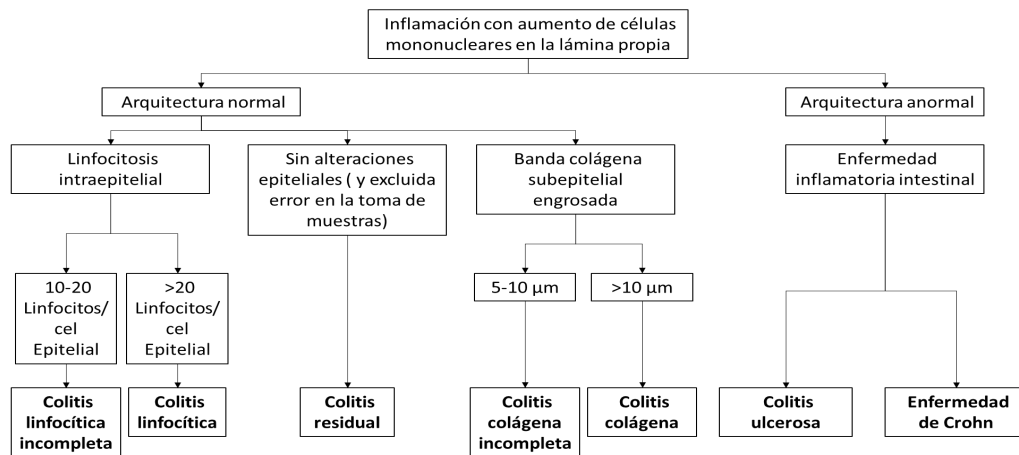 Inflamación con aumento de células
mononucleares en la lámina propia
Arquitectura normal
Arquitectura anormal
Linfocitosis
intraepitelial
Sin alteraciones
epiteliales ( y excluida
error en la toma de
muestras)
Banda colágena
subepitelial
engrosada
Enfermedad
inflamatoria intestinal
10-20
Linfocitos/
cel
Epitelial
>20
Linfocitos/
cel
Epitelial
5-10 µm
>10 µm
Colitis
linfocítica
incompleta
Colitis
linfocítica
Colitis
residual
Colitis
colágena
incompleta
Colitis
colágena
Colitis
ulcerosa
Enfermedad
de Crohn